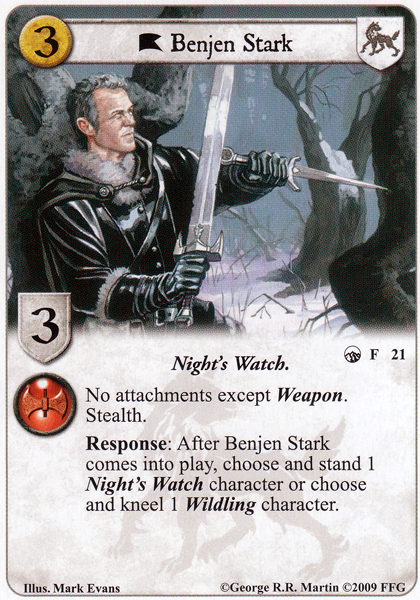 3
Benjen Stark
3
Night's Watch.
F 21
No attachments except Weapon.
Stealth.
Response: After Benjen Stark
comes into play, choose and stand 1
Night's Watch character or choose
and kneel 1 Wildling character.
Illus. Mark Evans
©George R.R. Martin ©2009 FFG